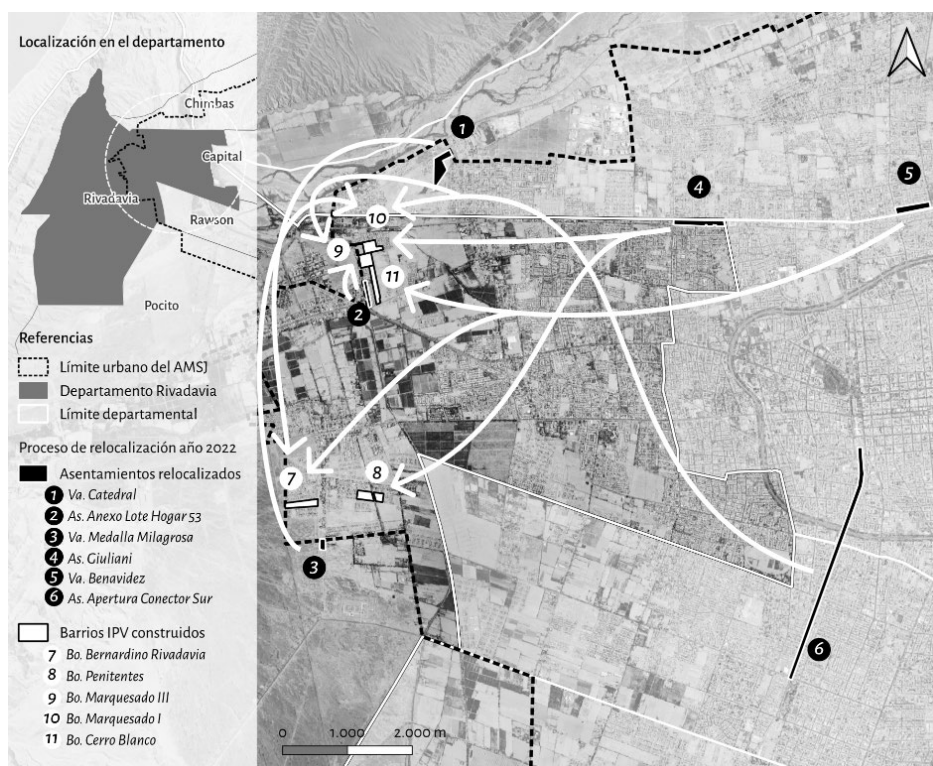 Localización en el departamento
Chimbas
Capital
Rivadavia
Rawson
Pocito
Referencias
Límite urbano del AMSJ
Departamento Rivadavia
Límite departamental
Proceso de relocalización año 2022
Asentamientos relocalizados
1 Va. Catedral
2 As. Anexo Lote Hogar 53
3 Va. Medalla Milagrosa
4 As. Giuliani
5 Va. Benavidez
6 As. Apertura Conector Sur
Barrios IPV construidos
7 Bo. Bernardino Rivadavia
8 Bo. Penitentes
9 Bo. Marquesado III
10 Bo. Marquesado I
11 Bo. Cerro Blanco
1
4
5
10
9
11
2
7
8
3
6
0 1.000 2.000 m